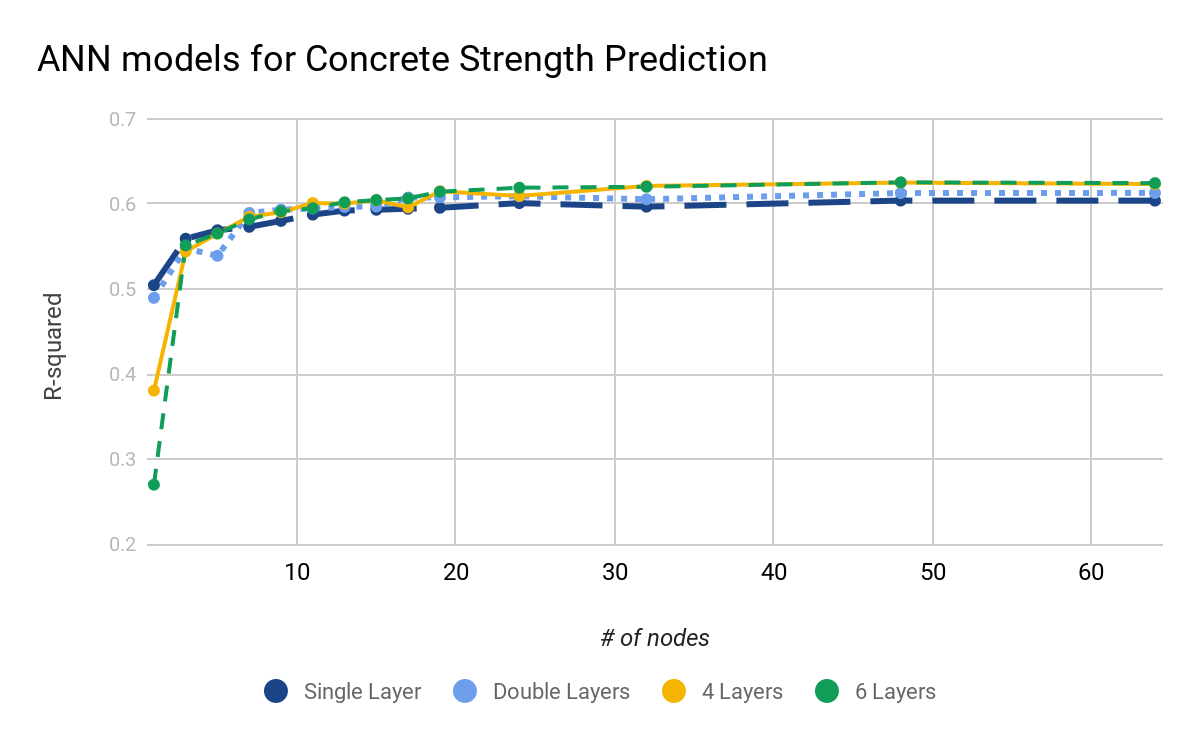 ANN models for Concrete Strength Prediction
0.7
0.6
0.5
0.4
0.3
0.2
R-squared
10 20 30 40 50 60
# of nodes
Single Layer Double Layers 4 Layers 6 Layers